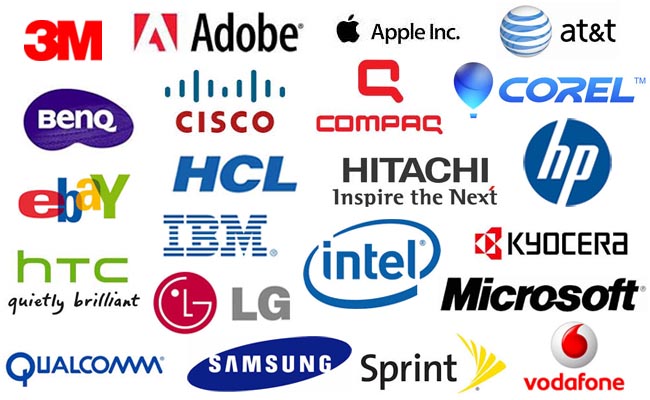 3M
Adobe®
Apple Inc.
at&t
BenQ
CISCO
COMPAQ
COREL™
ebaY
HCL
HITACHI
Inspire the Next
hp
IBM®
intel®
KYOCERA
hTC
quietly brilliant
LG
LG
Microsoft®
QUALCOMM®
SAMSUNG
Sprint
vodafone